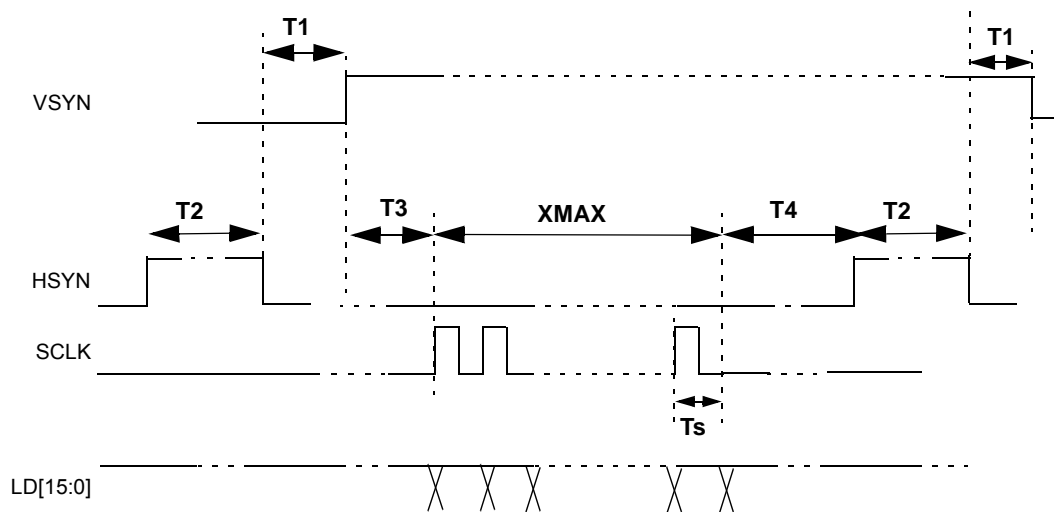 T1
T1
VSYN
T2
T3
XMAX
T4
T2
HSYN
SCLK
Ts
LD[15:0]